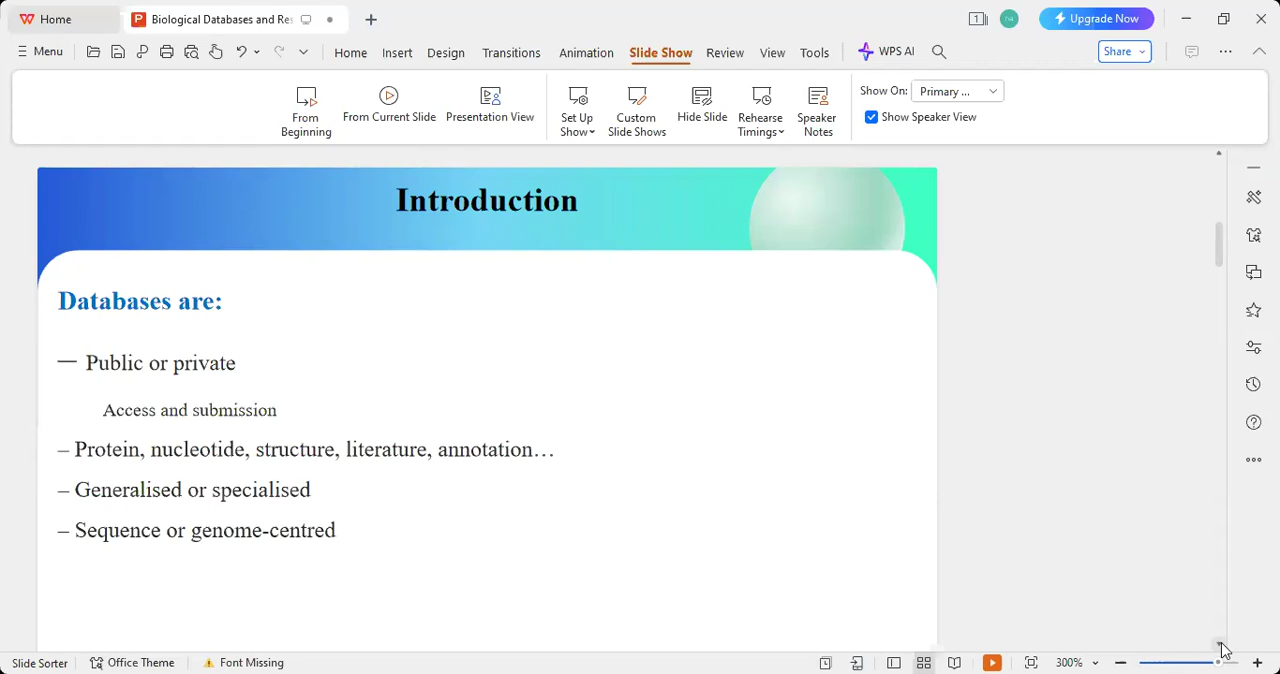 Home
Biological Databases and Res
1
Upgrade Now
Menu
Home Insert Design Transitions Animation Slide Show Review View Tools WPS AI
Share
From Beginning
From Current Slide
Presentation View
Set Up Show
Custom Slide Shows
Hide Slide
Rehearse Timings
Speaker Notes
Show On: Primary ...
Show Speaker View
Introduction
Databases are:
— Public or private
Access and submission
– Protein, nucleotide, structure, literature, annotation…
– Generalised or specialised
– Sequence or genome-centred
Slide Sorter Office Theme Font Missing 300%